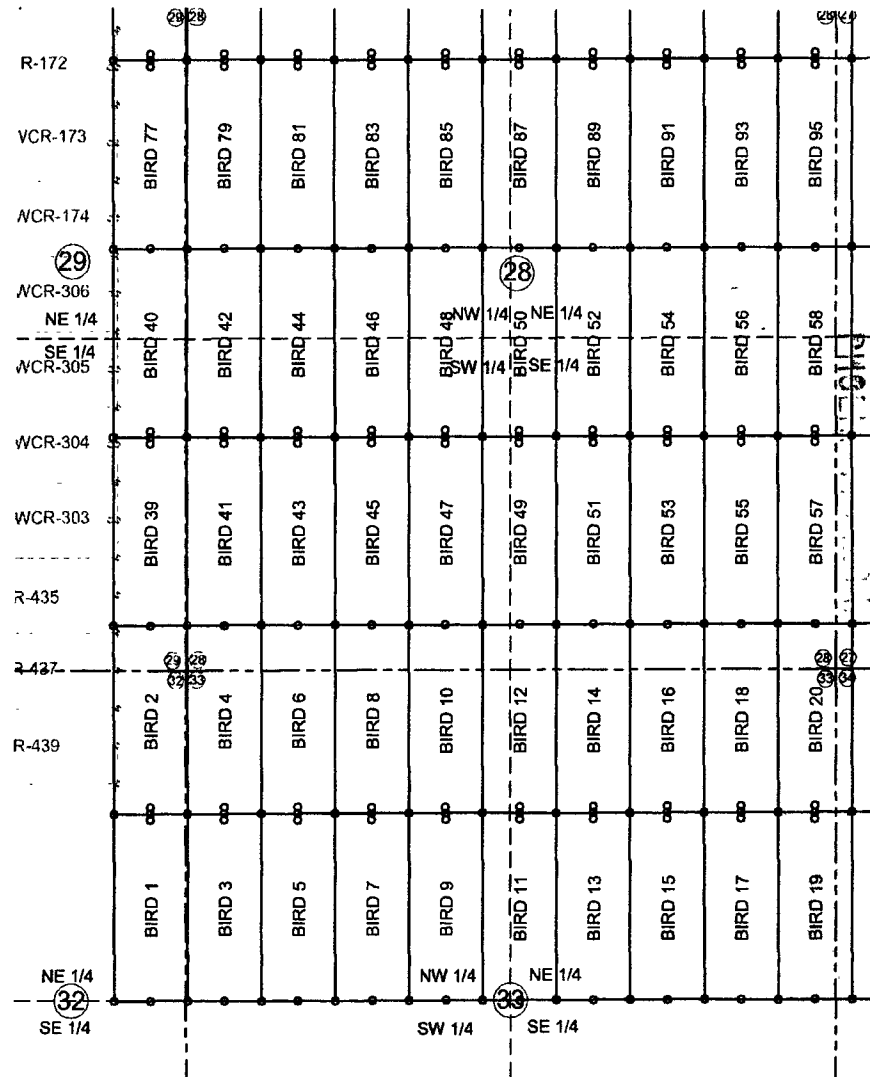 29 28 28 27
R-172
BIRD 77 BIRD 79 BIRD 81 BIRD 83 BIRD 85 BIRD 87 BIRD 89 BIRD 91 BIRD 93 BIRD 95
WCR-173
WCR-174
29 28
WCR-306
NE 1/4 NW 1/4 NE 1/4
BIRD 40 BIRD 42 BIRD 44 BIRD 46 BIRD 48 BIRD 50 BIRD 52 BIRD 54 BIRD 56 BIRD 58
SE 1/4 SW 1/4 SE 1/4
WCR-305
WCR-304
WCR-303
BIRD 39 BIRD 41 BIRD 43 BIRD 45 BIRD 47 BIRD 49 BIRD 51 BIRD 53 BIRD 55 BIRD 57
R-435
29 28 28 27
R-437
32 33 33 34
BIRD 2 BIRD 4 BIRD 6 BIRD 8 BIRD 10 BIRD 12 BIRD 14 BIRD 16 BIRD 18 BIRD 20
R-439
BIRD 1 BIRD 3 BIRD 5 BIRD 7 BIRD 9 BIRD 11 BIRD 13 BIRD 15 BIRD 17 BIRD 19
NE 1/4 NW 1/4 NE 1/4
32 33
SE 1/4 SW 1/4 SE 1/4